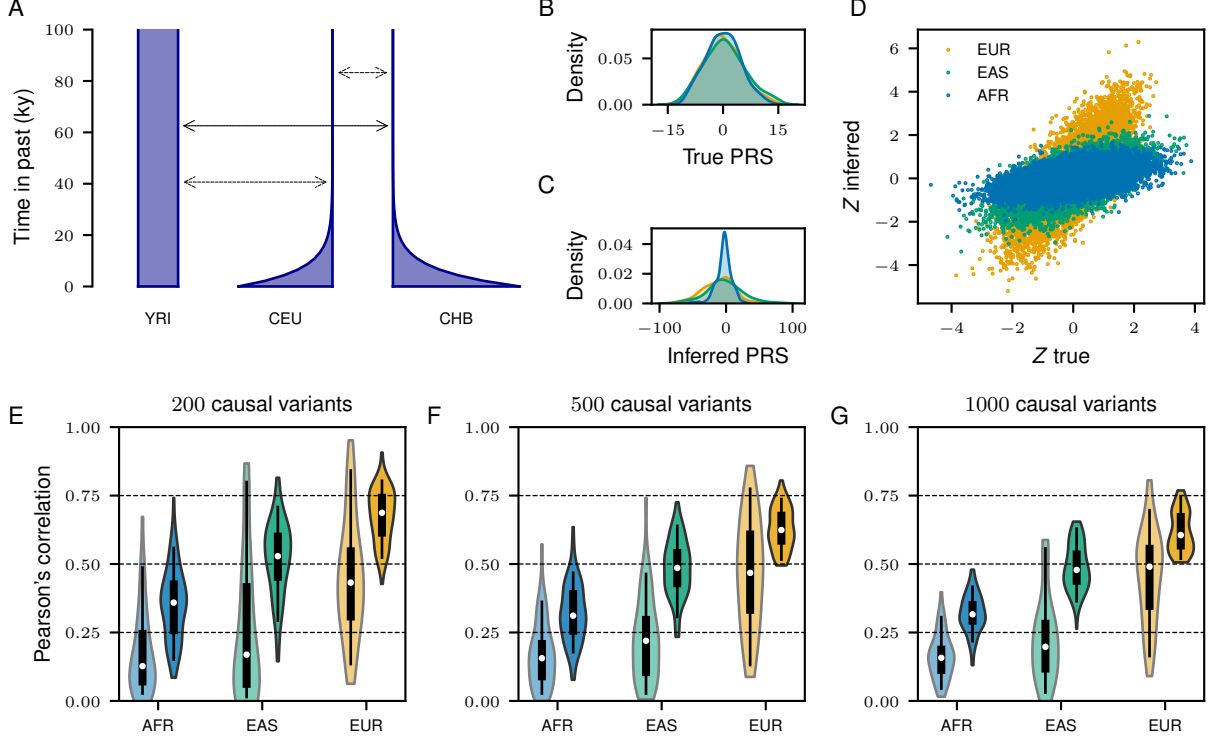 A
Time in past (ky)
100
80
60
40
20
0
YRI
CEU
CHB
B
Density
0.05
0.00
−15
0
15
True PRS
C
Density
0.04
0.02
0.00
−100
0
100
Inferred PRS
D
Z inferred
6
4
2
0
−2
−4
EUR
EAS
AFR
−4
−2
0
2
4
Z true
E
200 causal variants
Pearson's correlation
1.00
0.75
0.50
0.25
0.00
AFR
EAS
EUR
F
500 causal variants
1.00
0.75
0.50
0.25
0.00
AFR
EAS
EUR
G
1000 causal variants
1.00
0.75
0.50
0.25
0.00
AFR
EAS
EUR